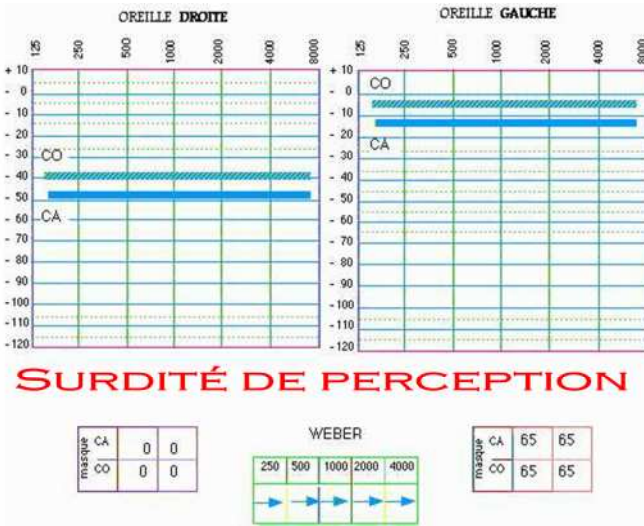 OREILLE DROITE
OREILLE GAUCHE
125 250 500 1000 2000 4000 8000
125 250 500 1000 2000 4000 8000
+ 10
- 0
- 10
- 20
- 30
- 40
- 50
- 60
- 70
- 80
- 90
- 100
- 110
- 120
CO
CA
+ 10
- 0
- 10
- 20
- 30
- 40
- 50
- 60
- 70
- 80
- 90
- 100
- 110
- 120
CO
CA
SURDITÉ DE PERCEPTION
masque
CA 0 0
CO 0 0
WEBER
250 500 1000 2000 4000
masque
CA 65 65
CO 65 65